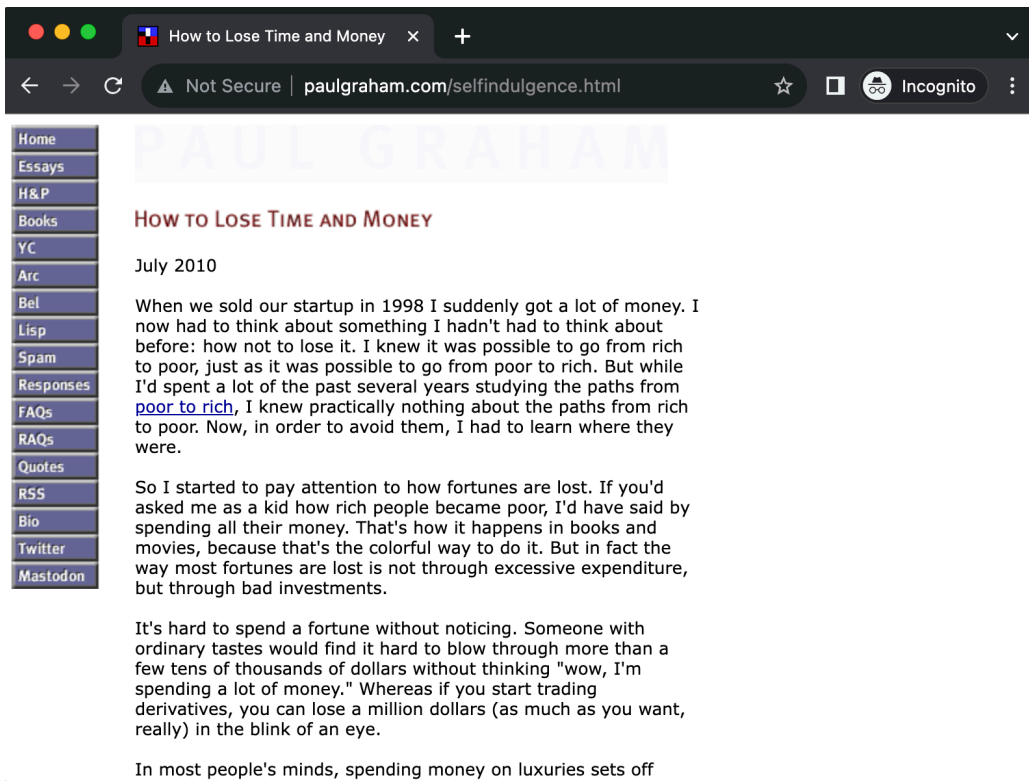 How to Lose Time and Money
Not Secure | paulgraham.com/selfindulgence.html
Incognito
Home
Essays
H&P
Books
YC
Arc
Bel
Lisp
Spam
Responses
FAQs
RAQs
Quotes
RSS
Bio
Twitter
Mastodon
PAUL GRAHAM
How to Lose Time and Money
July 2010
When we sold our startup in 1998 I suddenly got a lot of money. I
now had to think about something I hadn't had to think about
before: how not to lose it. I knew it was possible to go from rich
to poor, just as it was possible to go from poor to rich. But while
I'd spent a lot of the past several years studying the paths from
poor to rich, I knew practically nothing about the paths from rich
to poor. Now, in order to avoid them, I had to learn where they
were.
So I started to pay attention to how fortunes are lost. If you'd
asked me as a kid how rich people became poor, I'd have said by
spending all their money. That's how it happens in books and
movies, because that's the colorful way to do it. But in fact the
way most fortunes are lost is not through excessive expenditure,
but through bad investments.
It's hard to spend a fortune without noticing. Someone with
ordinary tastes would find it hard to blow through more than a
few tens of thousands of dollars without thinking "wow, I'm
spending a lot of money." Whereas if you start trading
derivatives, you can lose a million dollars (as much as you want,
really) in the blink of an eye.
In most people's minds, spending money on luxuries sets off